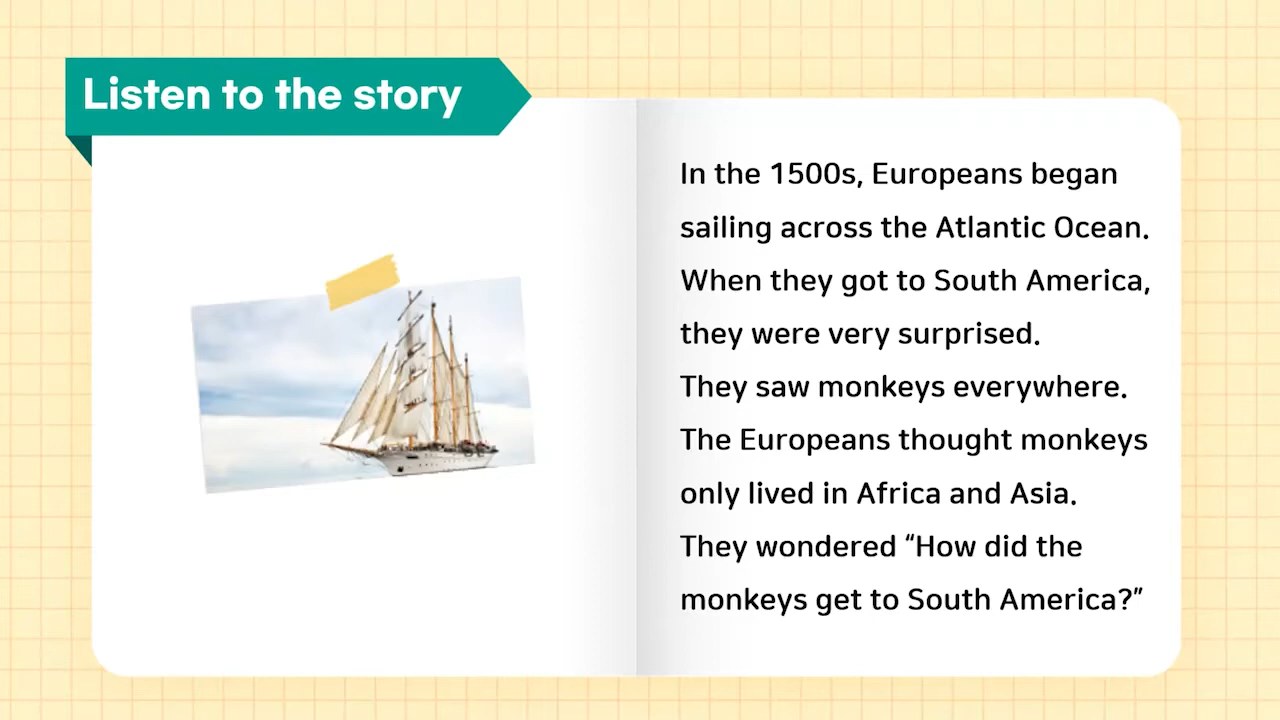 Listen to the story
In the 1500s, Europeans began
sailing across the Atlantic Ocean.
When they got to South America,
they were very surprised.
They saw monkeys everywhere.
The Europeans thought monkeys
only lived in Africa and Asia.
They wondered “How did the
monkeys get to South America?”